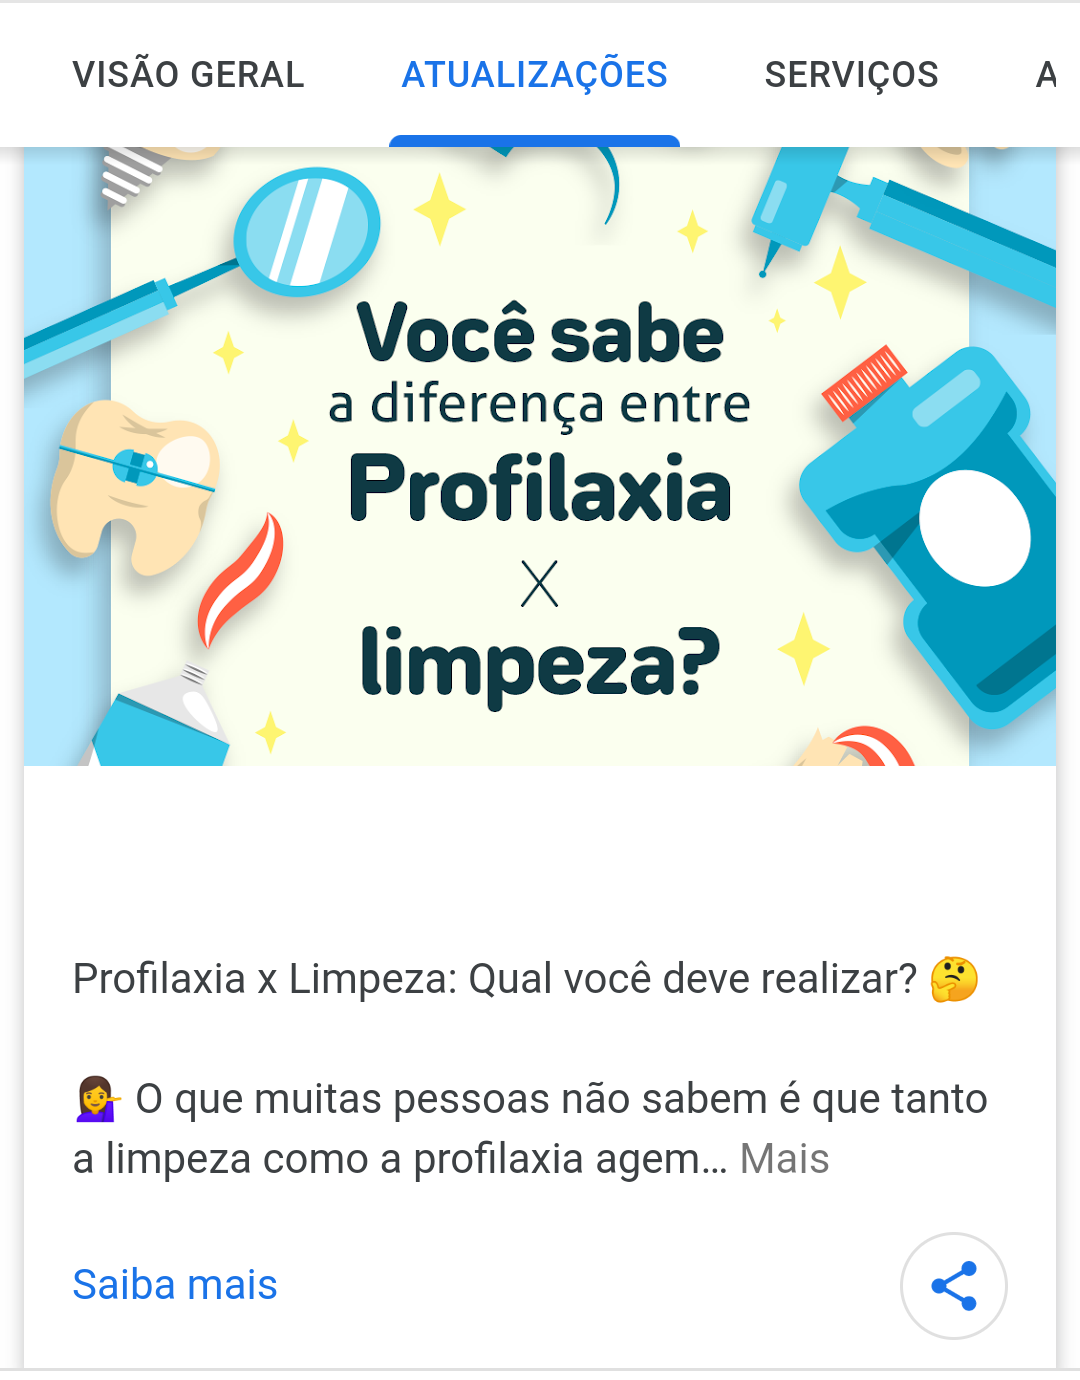 VISÃO GERAL
ATUALIZAÇÕES
SERVIÇOS
Você sabe
a diferença entre
Profilaxia
X
limpeza?
Profilaxia x Limpeza: Qual você deve realizar? 🤔
💁‍♀️ O que muitas pessoas não sabem é que tanto
a limpeza como a profilaxia agem... Mais
Saiba mais